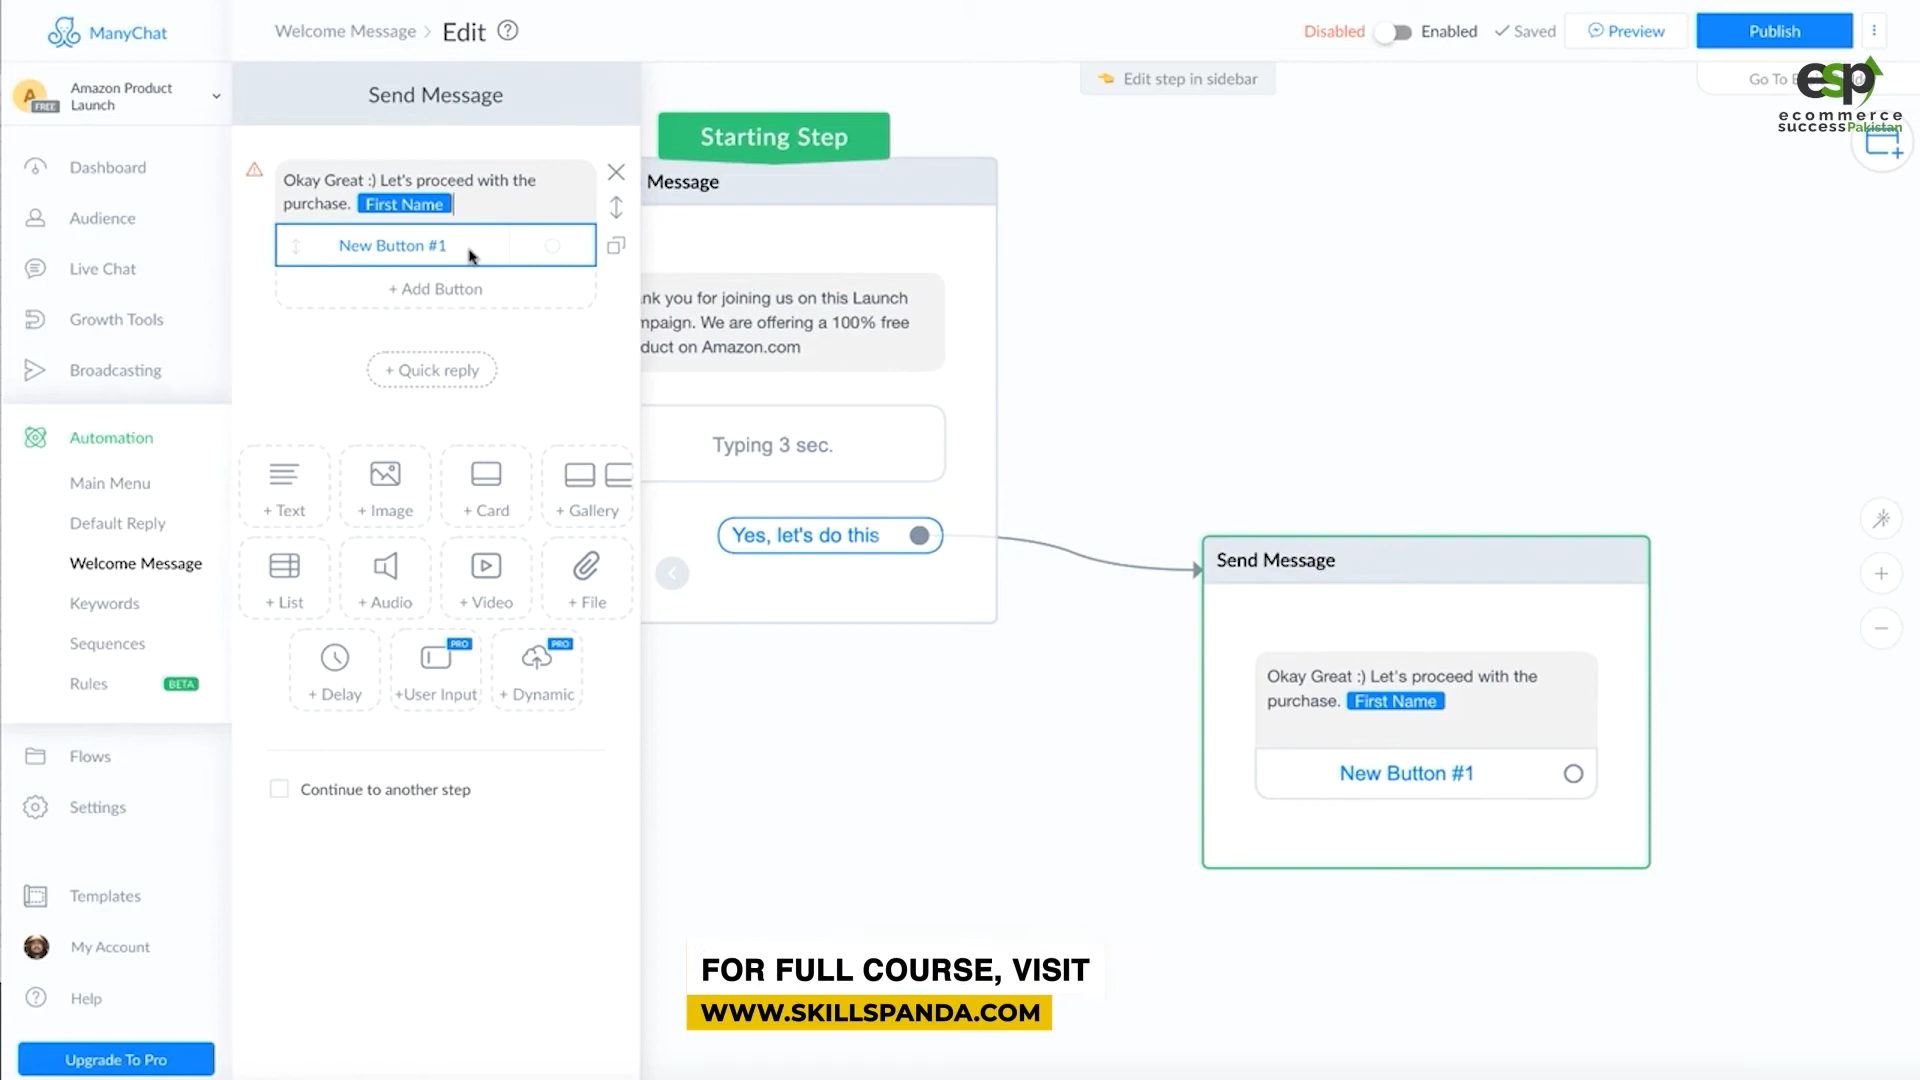 ManyChat
Welcome Message > Edit ?
Disabled Enabled Saved Preview Publish
Amazon Product
Launch
A
FREE
Send Message
Edit step in sidebar
Go To
esp
ecommerce
successPakistan
Starting Step
Dashboard
Audience
Live Chat
Growth Tools
Broadcasting
Automation
Main Menu
Default Reply
Welcome Message
Keywords
Sequences
Rules BETA
Flows
Settings
Templates
My Account
Help
Upgrade To Pro
Okay Great :) Let's proceed with the
purchase. First Name
New Button #1
+ Add Button
+ Quick reply
+ Text + Image + Card + Gallery
+ List + Audio + Video + File
PRO PRO
+ Delay +User Input + Dynamic
Continue to another step
Message
nk you for joining us on this Launch
mpaign. We are offering a 100% free
duct on Amazon.com
Typing 3 sec.
Yes, let's do this
Send Message
Okay Great :) Let's proceed with the
purchase. First Name
New Button #1
FOR FULL COURSE, VISIT
WWW.SKILLSPANDA.COM